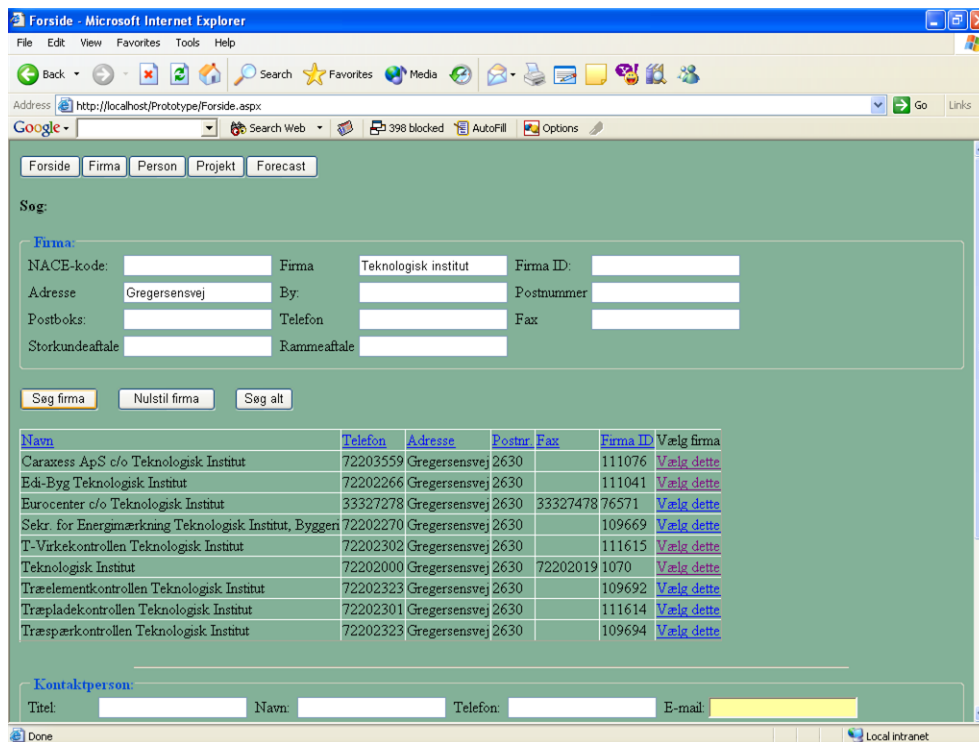 Forside - Microsoft Internet Explorer
File Edit View Favorites Tools Help
Back Search Favorites Media
Address http://localhost/Prototype/Forside.aspx Go Links
Google Search Web 398 blocked AutoFill Options
Forside Firma Person Projekt Forecast
Søg:
Firma:
NACE-kode: Firma Teknologisk institut Firma ID:
Adresse Gregersensvej By: Postnummer
Postboks: Telefon Fax
Storkundeaftale Rammeaftale
Søg firma Nulstil firma Søg alt
Navn Telefon Adresse Postnr. Fax Firma ID Vælg firma
Caraxess ApS c/o Teknologisk Institut 72203559 Gregersensvej 2630 111076 Vælg dette
Edi-Byg Teknologisk Institut 72202266 Gregersensvej 2630 111041 Vælg dette
Eurocenter c/o Teknologisk Institut 33327278 Gregersensvej 2630 33327478 76571 Vælg dette
Sekr. for Energimærkning Teknologisk Institut, Byggeri 72202270 Gregersensvej 2630 109669 Vælg dette
T-Virkekontrollen Teknologisk Institut 72202302 Gregersensvej 2630 111615 Vælg dette
Teknologisk Institut 72202000 Gregersensvej 2630 72202019 1070 Vælg dette
Træelementkontrollen Teknologisk Institut 72202323 Gregersensvej 2630 109692 Vælg dette
Træpladekontrollen Teknologisk Institut 72202301 Gregersensvej 2630 111614 Vælg dette
Træspærkontrollen Teknologisk Institut 72202323 Gregersensvej 2630 109694 Vælg dette
Kontaktperson:
Titel: Navn: Telefon: E-mail:
Done Local intranet